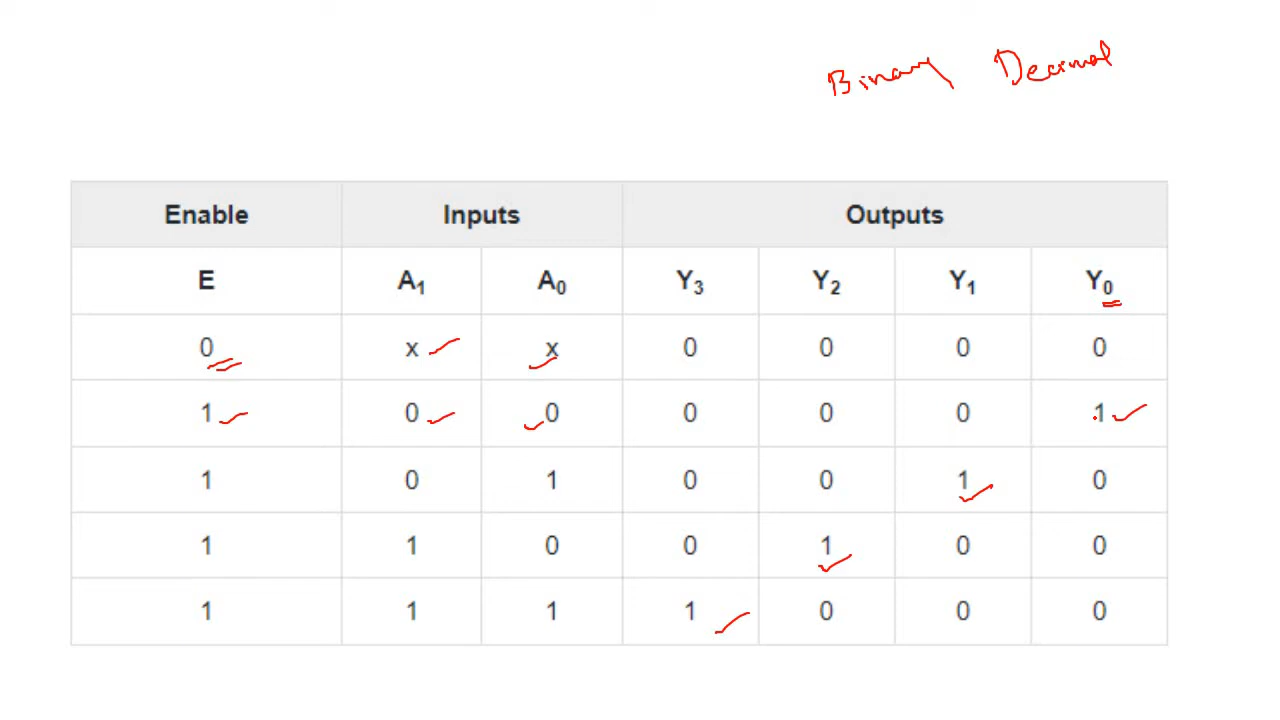 Binary Decimal
Enable Inputs Outputs
E A₁ A₀ Y₃ Y₂ Y₁ Y₀
0 x x 0 0 0 0
1 0 0 0 0 0 1
1 0 1 0 0 1 0
1 1 0 0 1 0 0
1 1 1 1 0 0 0